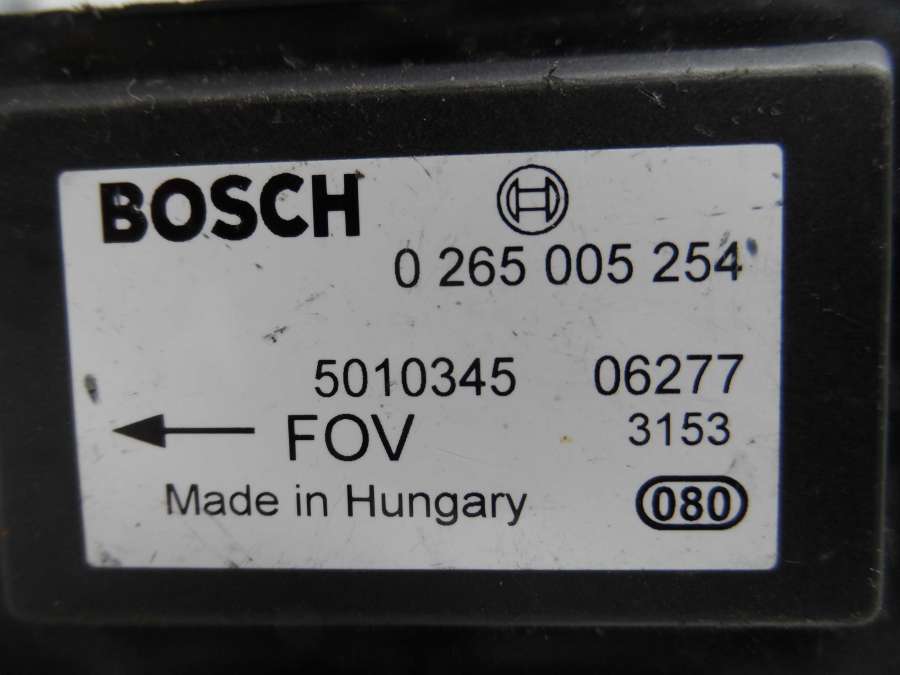 BOSCH
0 265 005 254
5010345 06277
FOV 3153
Made in Hungary 080